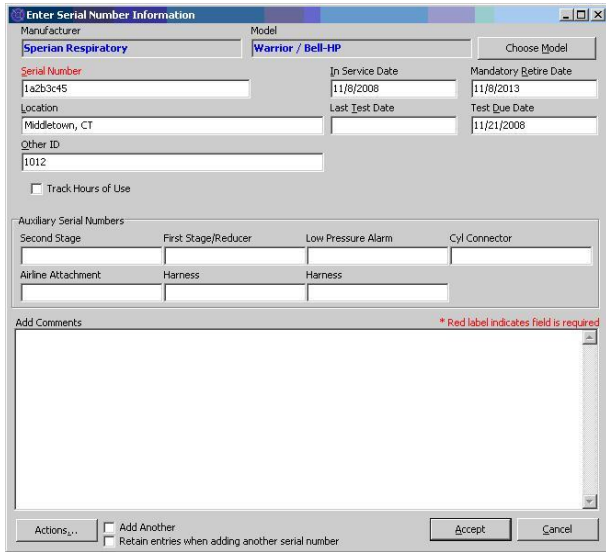 Enter Serial Number Information
Manufacturer Model
Sperian Respiratory Warrior / Bell-HP Choose Model
Serial Number In Service Date Mandatory Retire Date
1a2b3c45 11/8/2008 11/8/2013
Location Last Test Date Test Due Date
Middletown, CT 11/21/2008
Other ID
1012
Track Hours of Use
Auxiliary Serial Numbers
Second Stage First Stage/Reducer Low Pressure Alarm Cyl Connector
Airline Attachment Harness Harness
Add Comments * Red label indicates field is required
Actions... Add Another Accept Cancel
Retain entries when adding another serial number